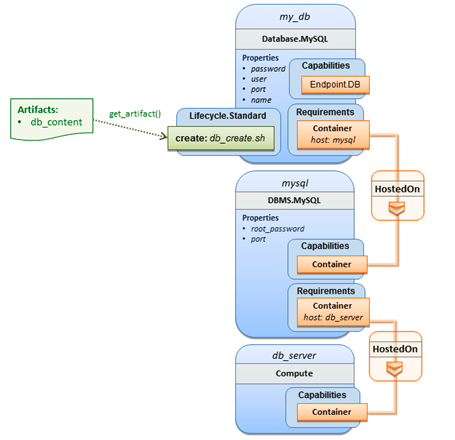 my_db
Database.MySQL
Properties
• password
• user
• port
• name
Capabilities
Endpoint.DB
Requirements
Container
host: mysql
Artifacts:
• db_content
get_artifact()
Lifecycle.Standard
create: db_create.sh
HostedOn
mysql
DBMS.MySQL
Properties
• root_password
• port
Capabilities
Container
Requirements
Container
host: db_server
HostedOn
db_server
Compute
Capabilities
Container